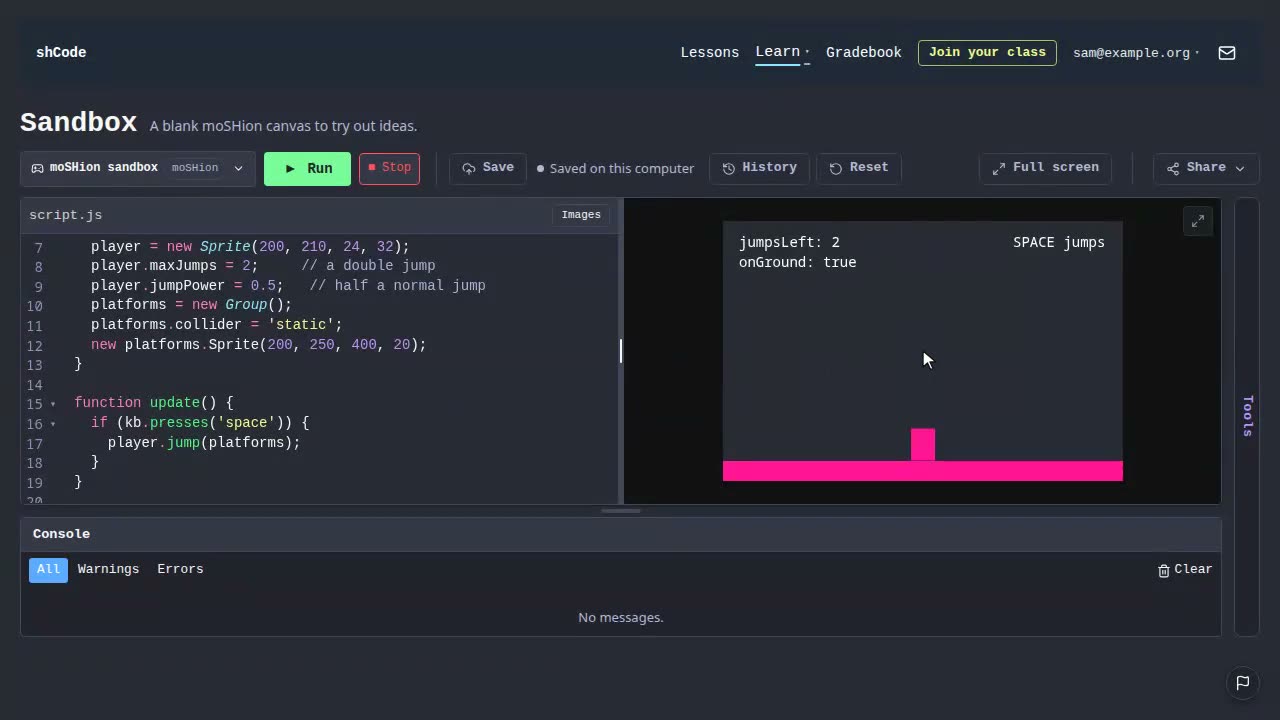 shCode
Lessons
Learn
Gradebook
Join your class
sam@example.org
Sandbox
A blank moSHion canvas to try out ideas.
moSHion sandbox
moSHion
Run
Stop
Save
Saved on this computer
History
Reset
Full screen
Share
script.js
Images
7 player = new Sprite(200, 210, 24, 32);
8 player.maxJumps = 2; // a double jump
9 player.jumpPower = 0.5; // half a normal jump
10 platforms = new Group();
11 platforms.collider = 'static';
12 new platforms.Sprite(200, 250, 400, 20);
13 }
14
15 function update() {
16 if (kb.presses('space')) {
17 player.jump(platforms);
18 }
19 }
20
jumpsLeft: 2
SPACE jumps
onGround: true
Tools
Console
All
Warnings
Errors
Clear
No messages.